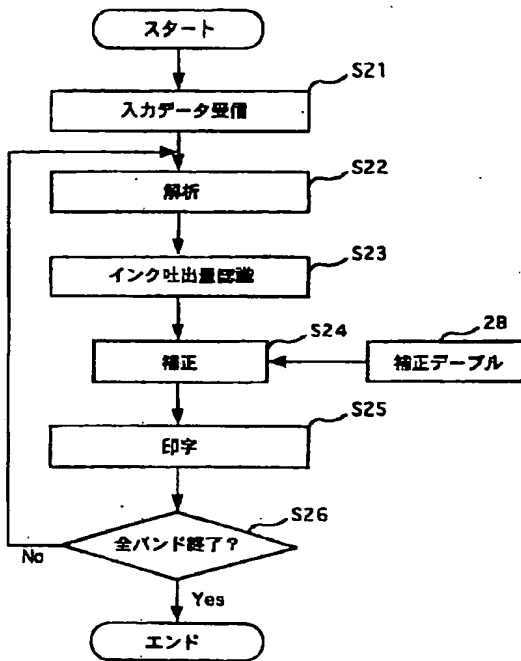 スタート
S21
入力データ受信
S22
解析
S23
インク吐出量認識
S24
28
補正
補正テーブル
S25
印字
S26
全バンド終了?
No
Yes
エンド